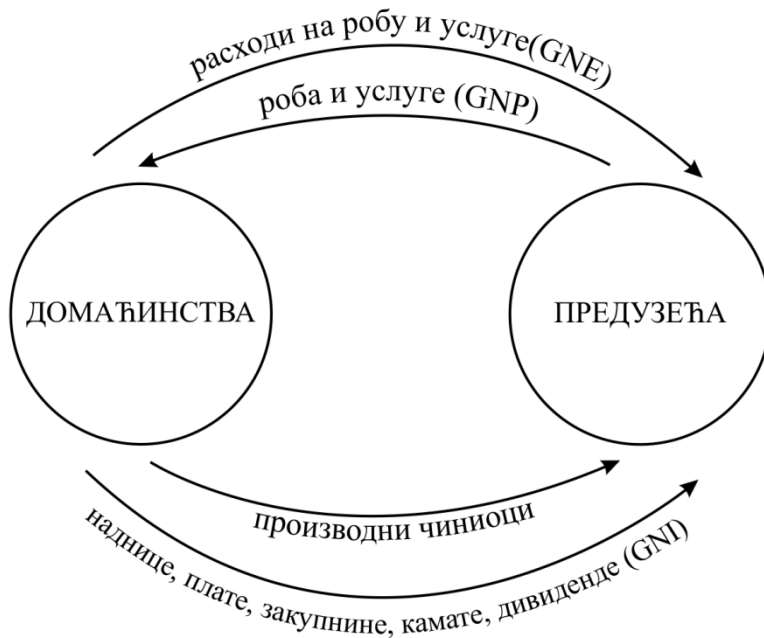 расходи на робу и услуге(GNE)
роба и услуге (GNP)
ДОМАЋИНСТВА
ПРЕДУЗЕЋА
производни чиниоци
наднице, плате, закупнине, камате, дивиденде (GNI)